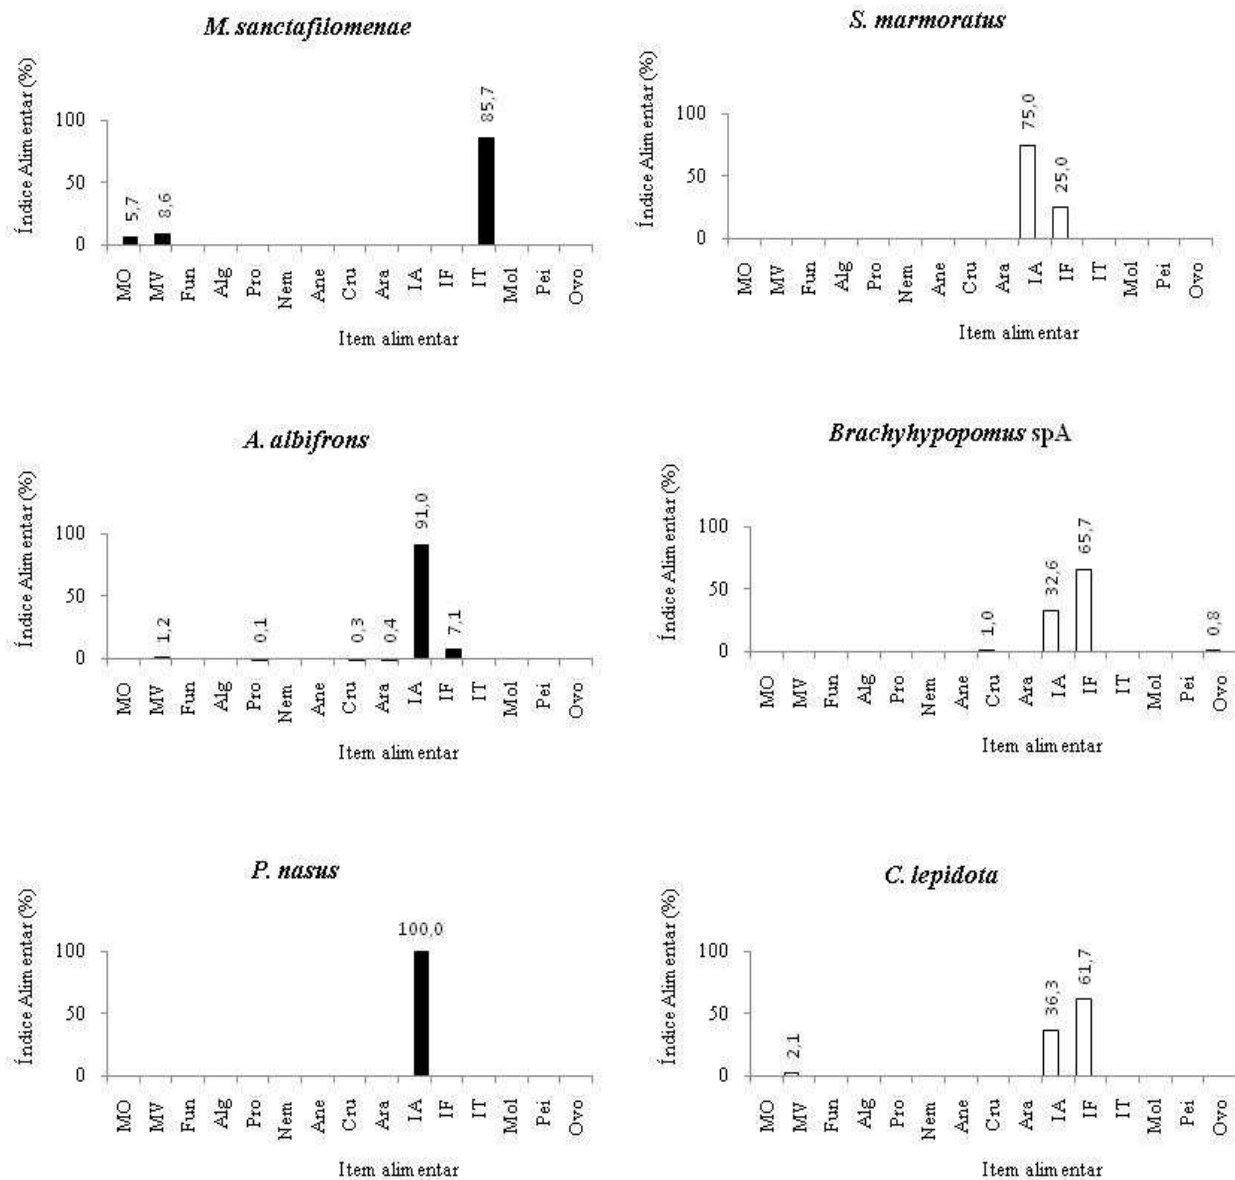 M. sanctafilomenae
Índice Alimentar (%)
100
50
0
5,7
8,6
85,7
MO
MV
Fun
Alg
Pro
Nem
Ane
Cru
Ara
IA
IF
IT
Mol
Pei
Ovo
Item alimentar
S. marmoratus
Índice Alimentar (%)
100
50
0
75,0
25,0
MO
MV
Fun
Alg
Pro
Nem
Ane
Cru
Ara
IA
IF
IT
Mol
Pei
Ovo
Item alimentar
A. albifrons
Índice Alimentar (%)
100
50
0
1,2
0,1
0,3
0,4
91,0
7,1
MO
MV
Fun
Alg
Pro
Nem
Ane
Cru
Ara
IA
IF
IT
Mol
Pei
Ovo
Item alimentar
Brachyhypopomus spA
Índice Alimentar (%)
100
50
0
1,0
32,6
65,7
0,8
MO
MV
Fun
Alg
Pro
Nem
Ane
Cru
Ara
IA
IF
IT
Mol
Pei
Ovo
Item alimentar
P. nasus
Índice Alimentar (%)
100
50
0
100,0
MO
MV
Fun
Alg
Pro
Nem
Ane
Cru
Ara
IA
IF
IT
Mol
Pei
Ovo
Item alimentar
C. lepidota
Índice Alimentar (%)
100
50
0
2,1
36,3
61,7
MO
MV
Fun
Alg
Pro
Nem
Ane
Cru
Ara
IA
IF
IT
Mol
Pei
Ovo
Item alimentar